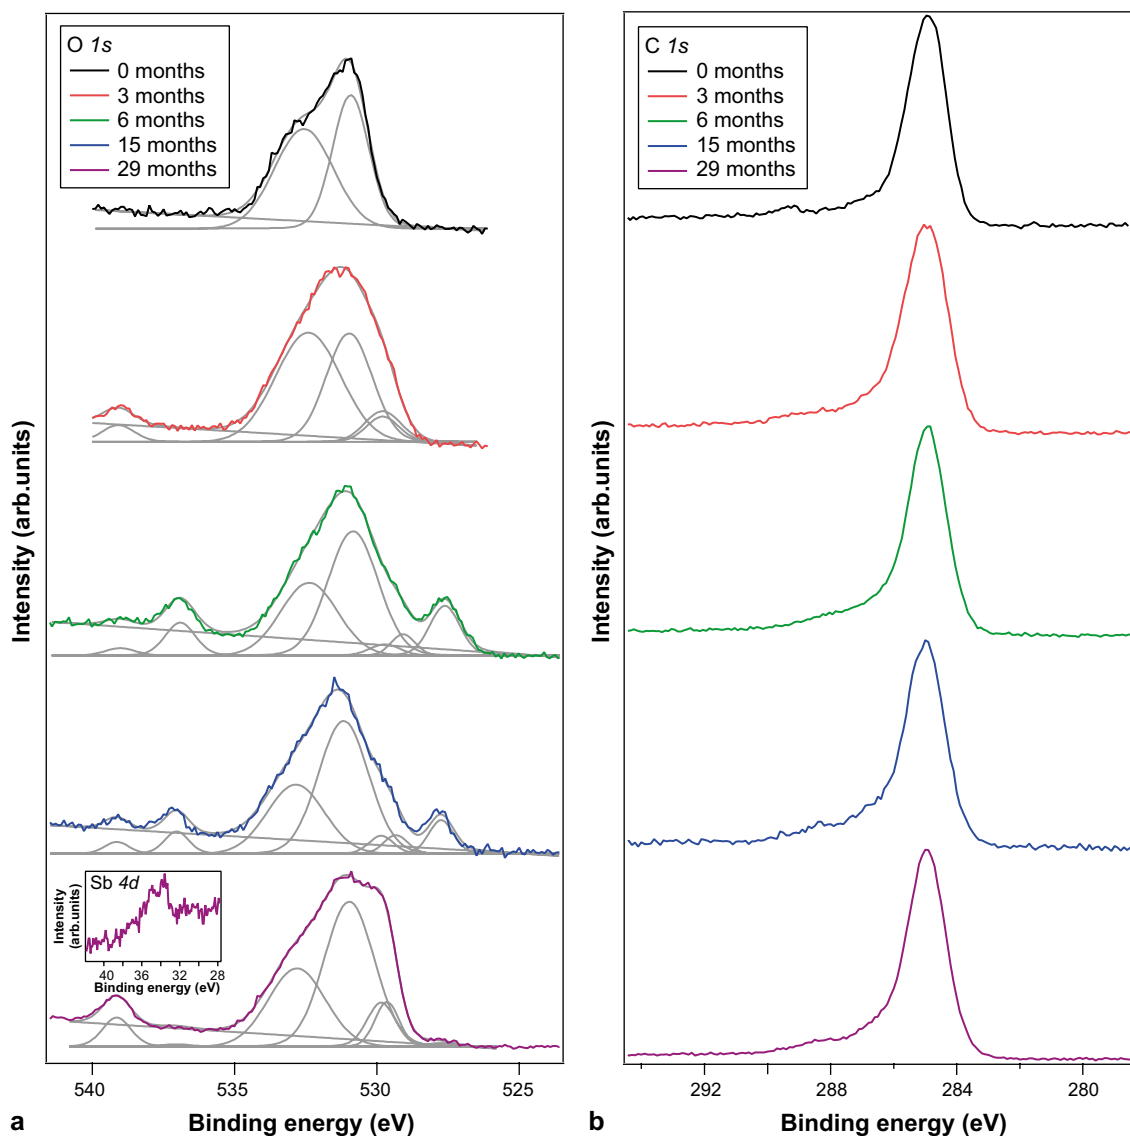 O 1s
0 months
3 months
6 months
15 months
29 months
Intensity (arb.units)
Sb 4d
Intensity
(arb.units)
40 36 32 28
Binding energy (eV)
540 535 530 525
Binding energy (eV)
a
C 1s
0 months
3 months
6 months
15 months
29 months
Intensity (arb.units)
292 288 284 280
Binding energy (eV)
b